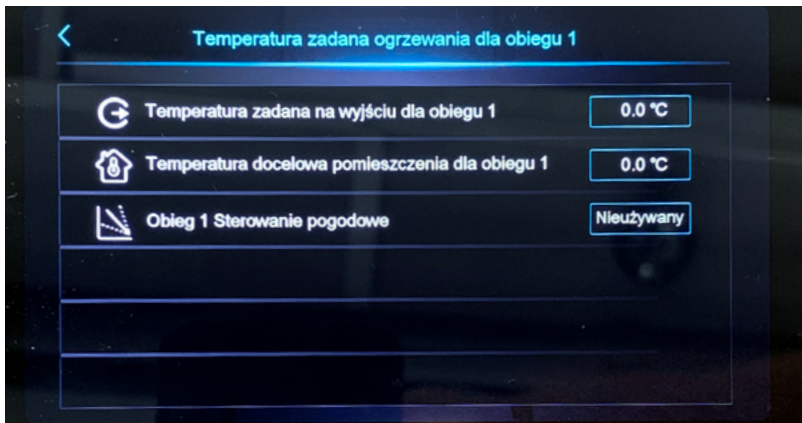 Temperatura zadana ogrzewania dla obiegu 1
Temperatura zadana na wyjściu dla obiegu 1 0.0 ℃
Temperatura docelowa pomieszczenia dla obiegu 1 0.0 ℃
Obieg 1 Sterowanie pogodowe Nieużywany